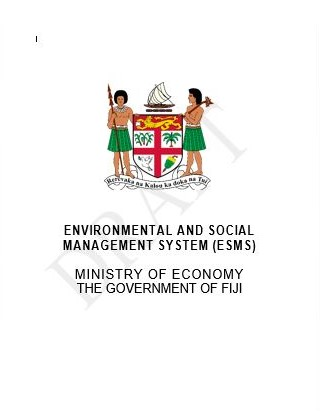 Rerevaka na Kalou ka doka na Tui
ENVIRONMENTAL AND SOCIAL
MANAGEMENT SYSTEM (ESMS)
MINISTRY OF ECONOMY
THE GOVERNMENT OF FIJI
DRAFT